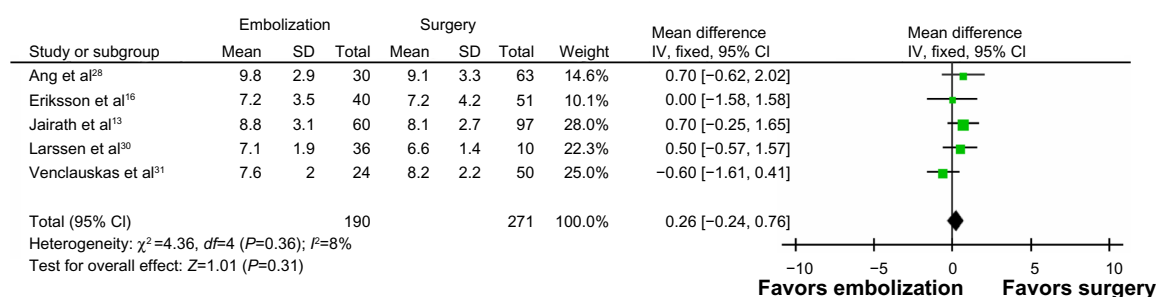 Embolization Surgery Mean difference Mean difference
Study or subgroup Mean SD Total Mean SD Total Weight IV, fixed, 95% CI IV, fixed, 95% CI
Ang et al²⁸ 9.8 2.9 30 9.1 3.3 63 14.6% 0.70 [−0.62, 2.02]
Eriksson et al¹⁶ 7.2 3.5 40 7.2 4.2 51 10.1% 0.00 [−1.58, 1.58]
Jairath et al¹³ 8.8 3.1 60 8.1 2.7 97 28.0% 0.70 [−0.25, 1.65]
Larssen et al³⁰ 7.1 1.9 36 6.6 1.4 10 22.3% 0.50 [−0.57, 1.57]
Venclauskas et al³¹ 7.6 2 24 8.2 2.2 50 25.0% −0.60 [−1.61, 0.41]
Total (95% CI) 190 271 100.0% 0.26 [−0.24, 0.76]
Heterogeneity: χ²=4.36, df=4 (P=0.36); I²=8%
Test for overall effect: Z=1.01 (P=0.31)
−10 −5 0 5 10
Favors embolization Favors surgery